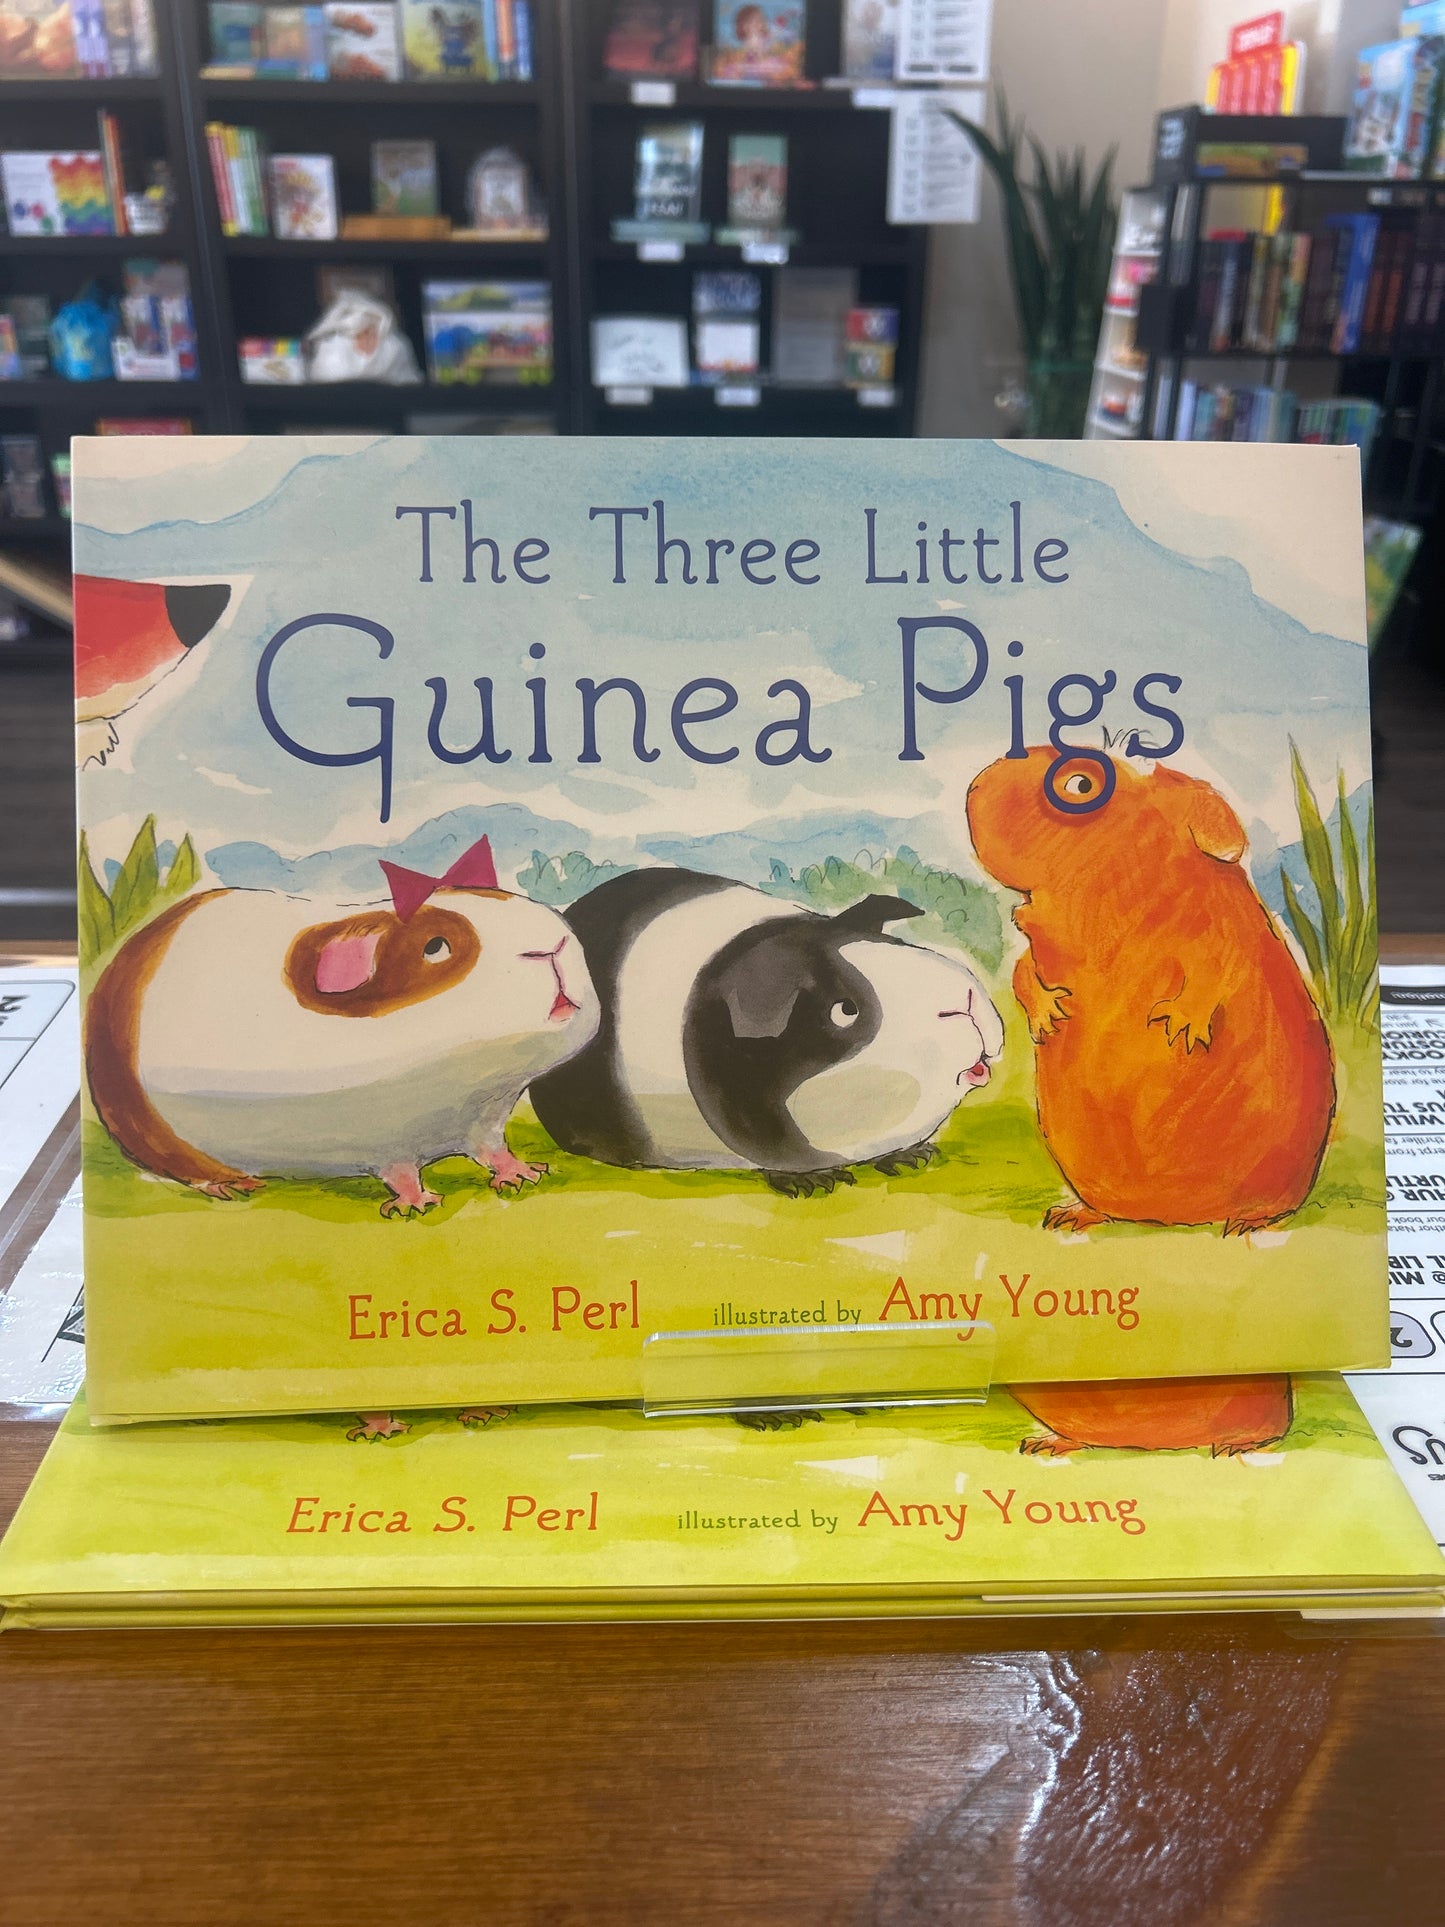 The Three Little
Guinea Pigs
Erica S. Perl illustrated by Amy Young
Erica S. Perl illustrated by Amy Young